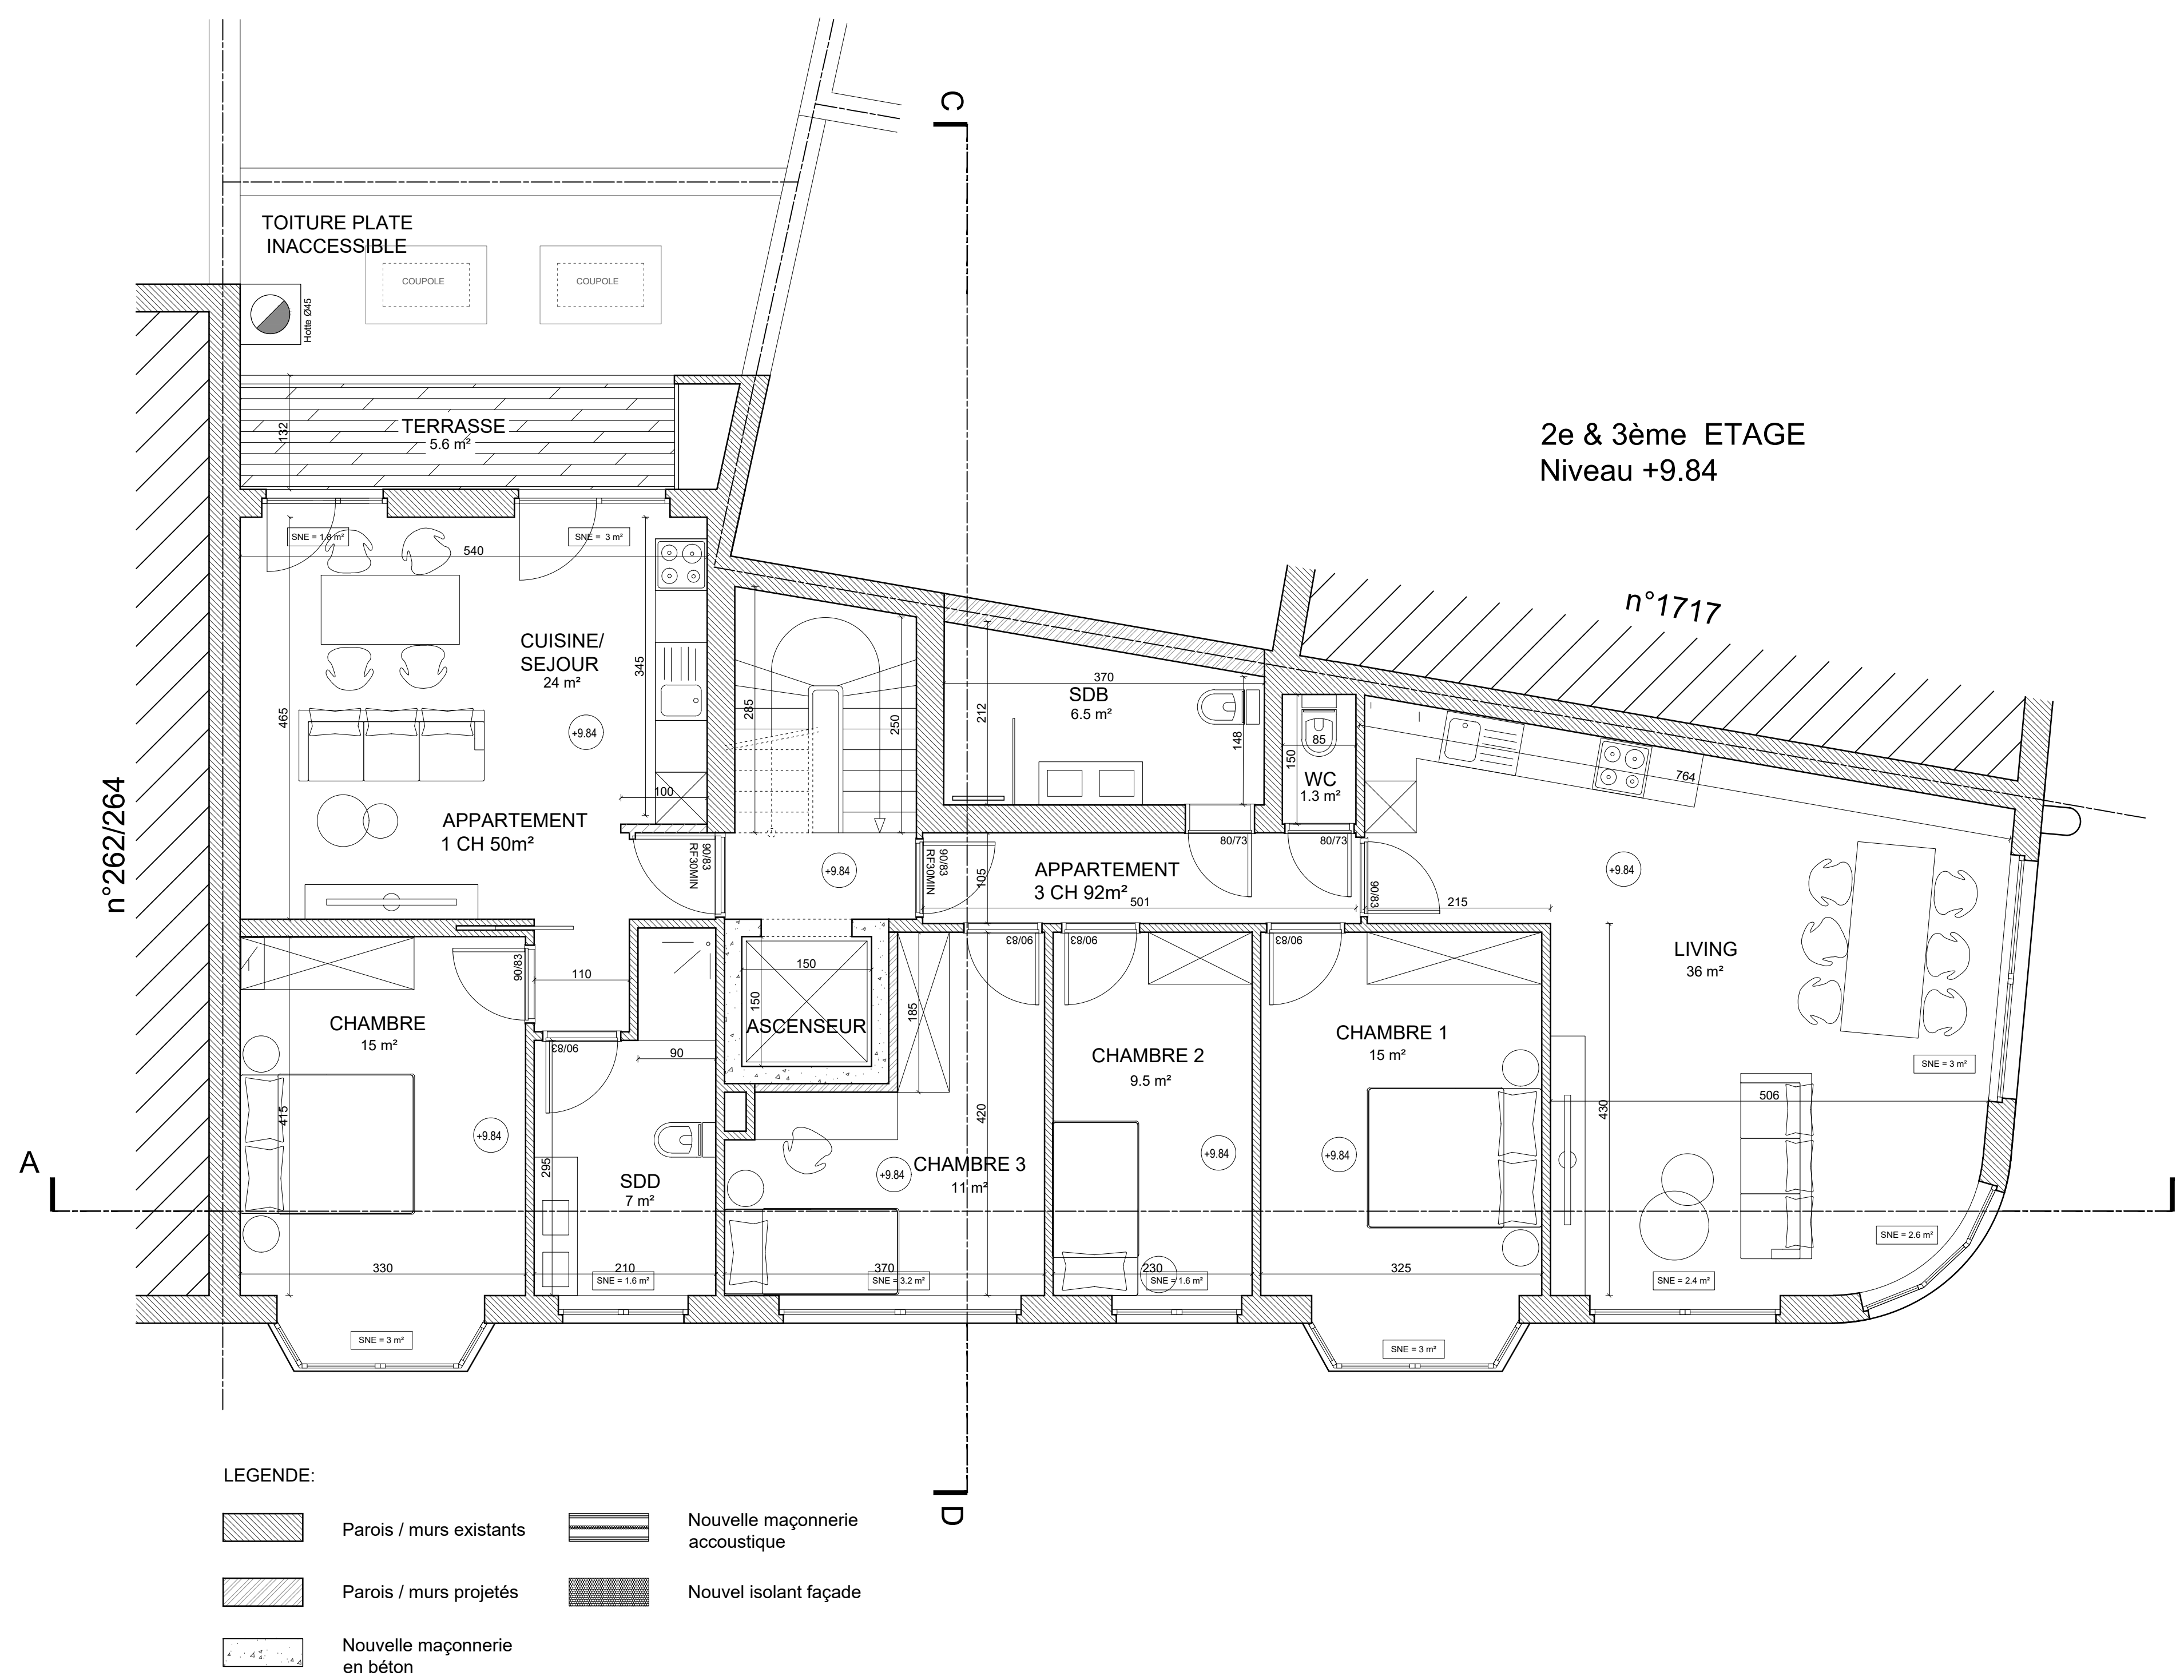 C
TOITURE PLATE
INACCESSIBLE
COUPOLE
COUPOLE
Hotte Ø45
132
TERRASSE
5.6 m²
2e & 3ème ETAGE
Niveau +9.84
SNE = 1.8 m²
SNE = 3 m²
540
n°1717
CUISINE/
SEJOUR
24 m²
345
465
+9.84
285
250
370
SDB
6.5 m²
212
148
85
150
WC
1.3 m²
764
100
n°262/264
APPARTEMENT
1 CH 50m²
90/83
RF30MIN
+9.84
90/83
RF30MIN
105
APPARTEMENT
3 CH 92m²
80/73
80/73
+9.84
501
90/83
215
90/83
90/83
90/83
LIVING
36 m²
90/83
110
150
150
ASCENSEUR
185
CHAMBRE
15 m²
90/83
90
CHAMBRE 2
9.5 m²
CHAMBRE 1
15 m²
SNE = 3 m²
506
430
415
+9.84
420
295
+9.84
+9.84
A
SDD
7 m²
+9.84
CHAMBRE 3
11 m²
SNE = 2.6 m²
330
210
SNE = 1.6 m²
370
SNE = 3.2 m²
230
SNE = 1.6 m²
325
SNE = 2.4 m²
SNE = 3 m²
SNE = 3 m²
D
LEGENDE:
Parois / murs existants
Nouvelle maçonnerie
accoustique
Parois / murs projetés
Nouvel isolant façade
Nouvelle maçonnerie
en béton